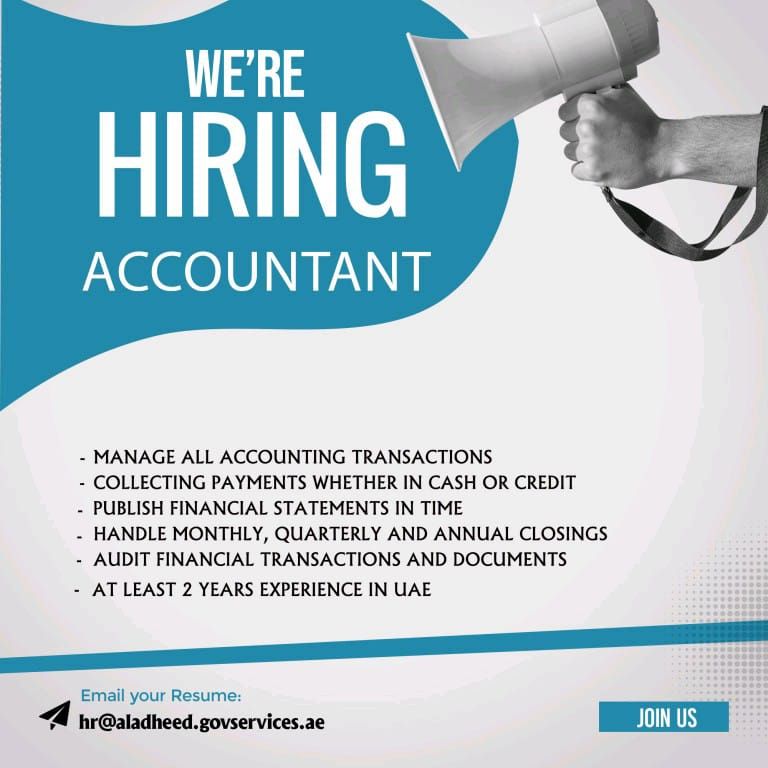 WE'RE
HIRING
ACCOUNTANT
- MANAGE ALL ACCOUNTING TRANSACTIONS
- COLLECTING PAYMENTS WHETHER IN CASH OR CREDIT
- PUBLISH FINANCIAL STATEMENTS IN TIME
- HANDLE MONTHLY, QUARTERLY AND ANNUAL CLOSINGS
- AUDIT FINANCIAL TRANSACTIONS AND DOCUMENTS
- AT LEAST 2 YEARS EXPERIENCE IN UAE
Email your Resume:
hr@aladheed.govservices.ae
JOIN US